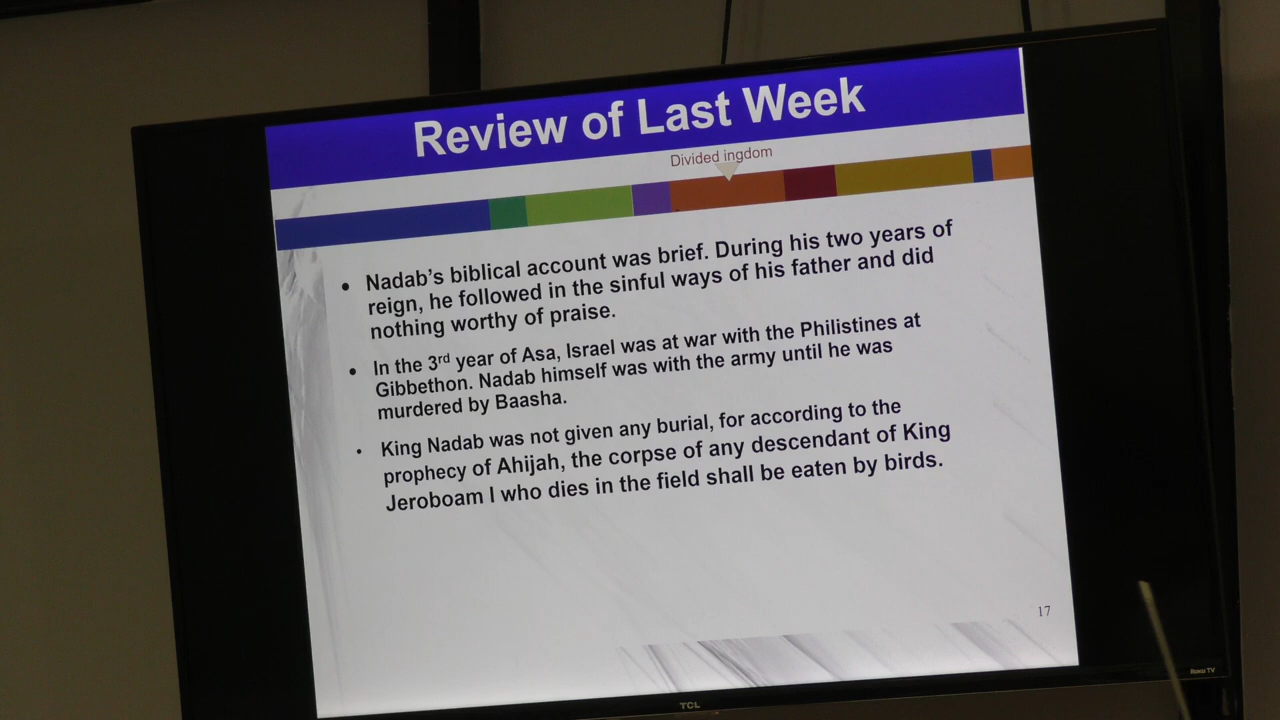 Review of Last Week
Divided ingdom
• Nadab’s biblical account was brief. During his two years of
reign, he followed in the sinful ways of his father and did
nothing worthy of praise.
• In the 3rd year of Asa, Israel was at war with the Philistines at
Gibbethon. Nadab himself was with the army until he was
murdered by Baasha.
• King Nadab was not given any burial, for according to the
prophecy of Ahijah, the corpse of any descendant of King
Jeroboam I who dies in the field shall be eaten by birds.
17
TCL
Roku TV